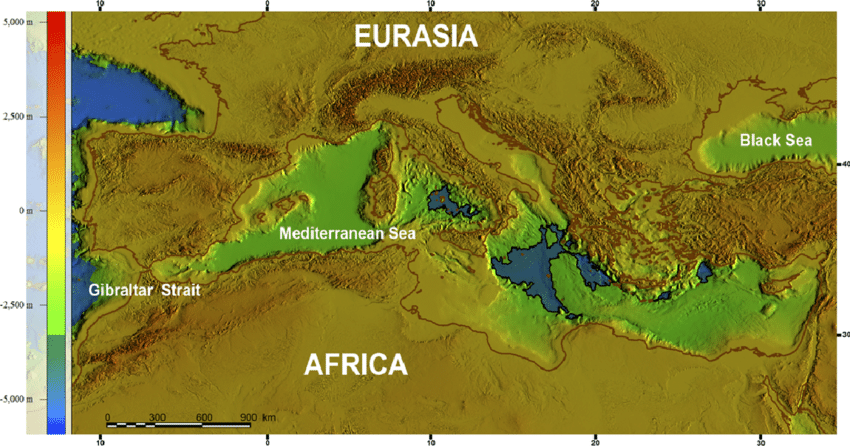 10 0 10 20 30
5,000 m
EURASIA
2,500 m
Black Sea
40
0 m
Mediterranean Sea
Gibraltar Strait
-2,500 m
30
AFRICA
-5,000 m
0 300 600 900 km
10 0 10 20 30